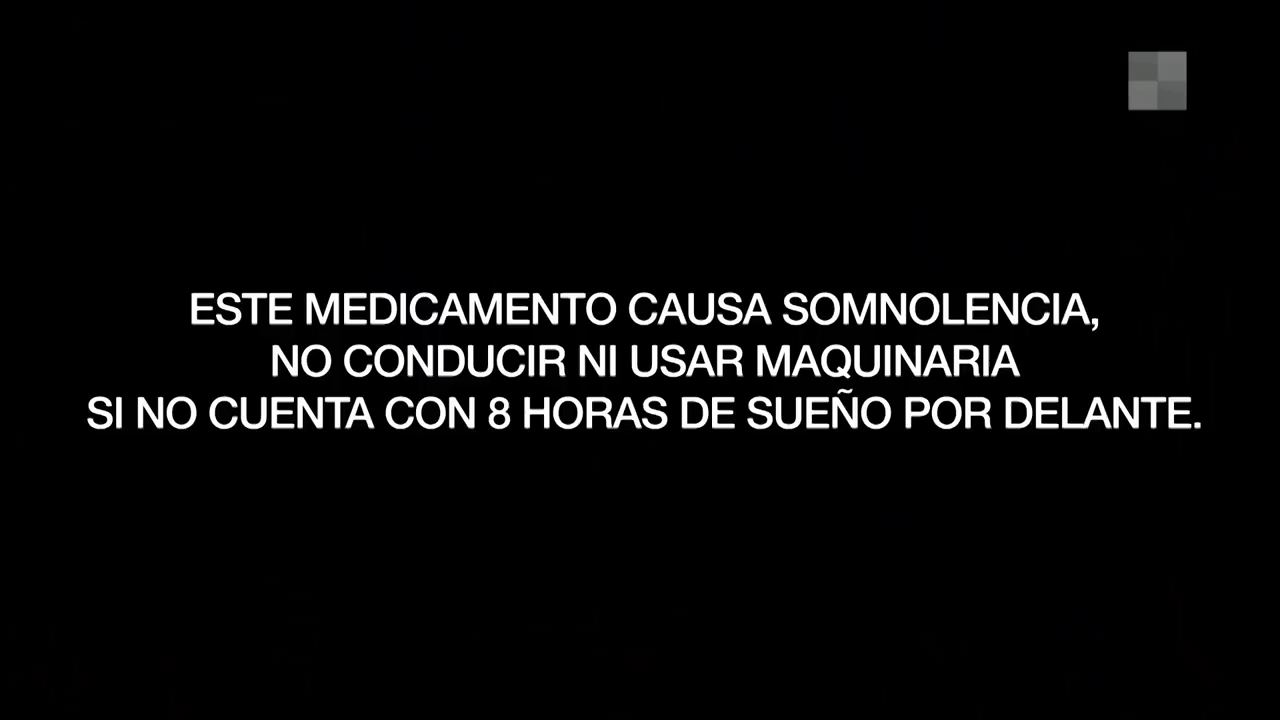 ESTE MEDICAMENTO CAUSA SOMNOLENCIA,
NO CONDUCIR NI USAR MAQUINARIA
SI NO CUENTA CON 8 HORAS DE SUEÑO POR DELANTE.